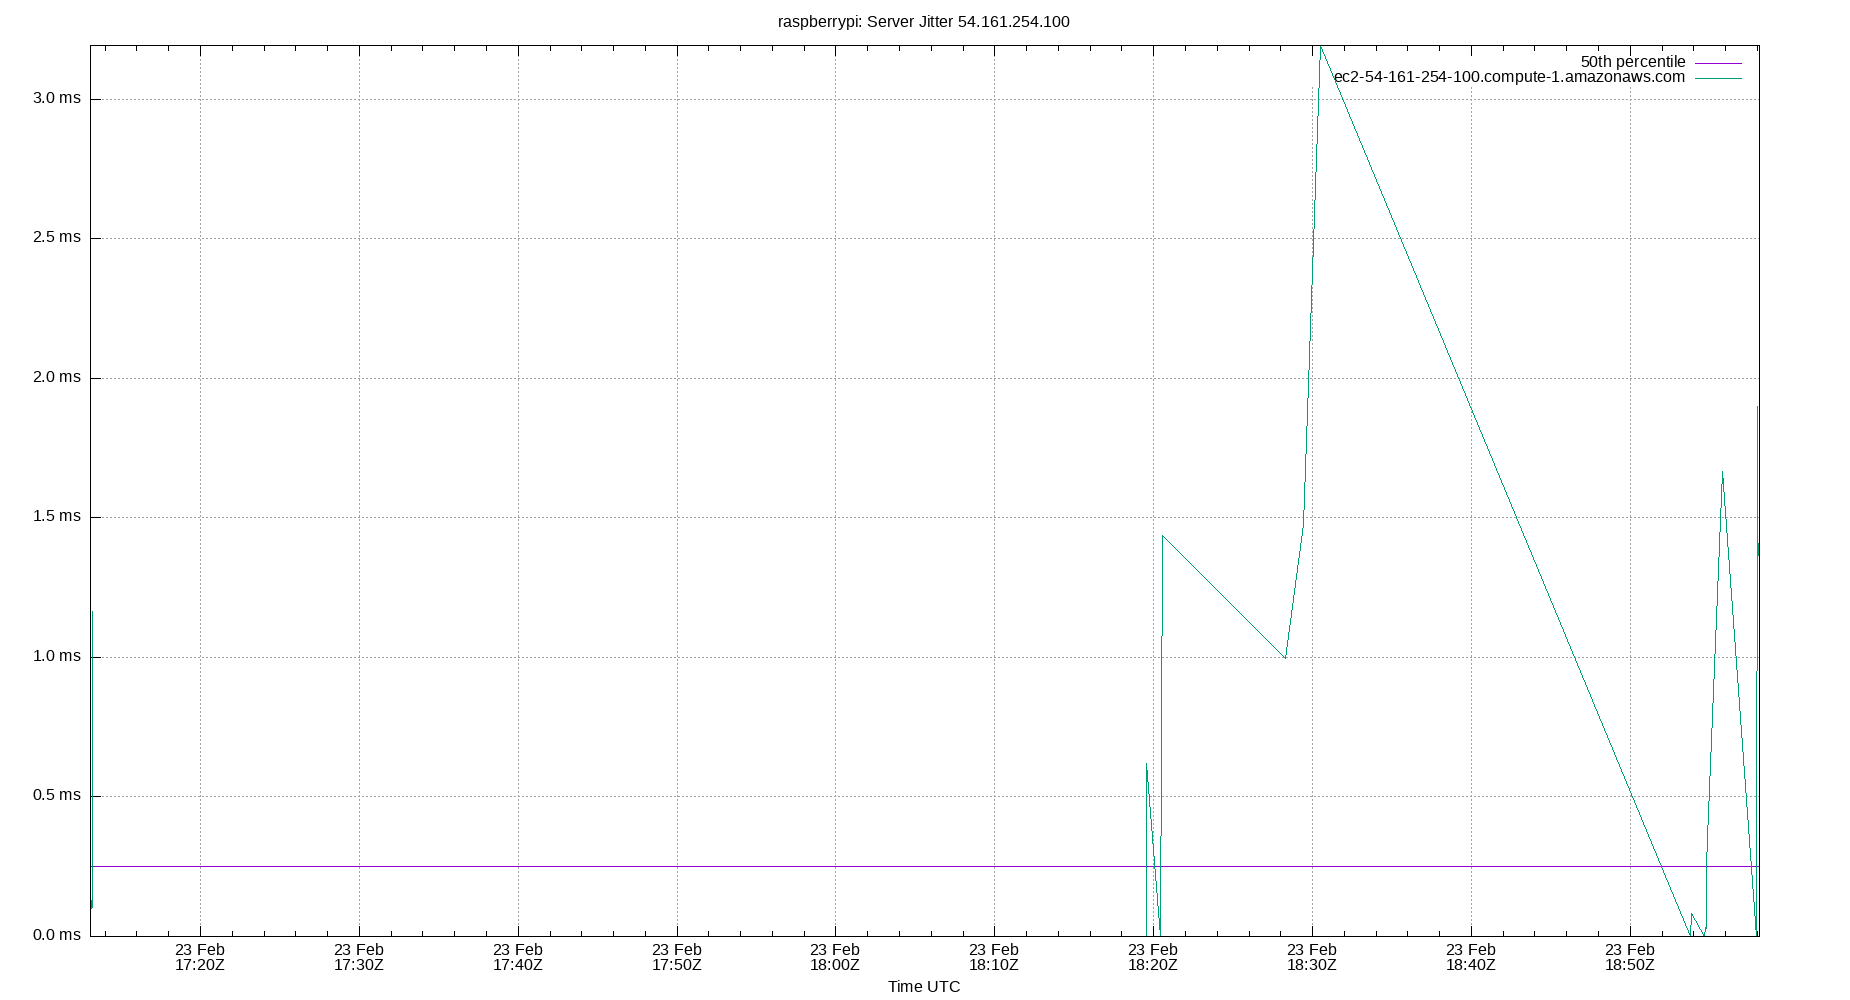 raspberrypi: Server Jitter 54.161.254.100
50th percentile
ec2-54-161-254-100.compute-1.amazonaws.com
3.0 ms
2.5 ms
2.0 ms
1.5 ms
1.0 ms
0.5 ms
0.0 ms
23 Feb 23 Feb 23 Feb 23 Feb 23 Feb 23 Feb 23 Feb 23 Feb 23 Feb 23 Feb
17:20Z 17:30Z 17:40Z 17:50Z 18:00Z 18:10Z 18:20Z 18:30Z 18:40Z 18:50Z
Time UTC